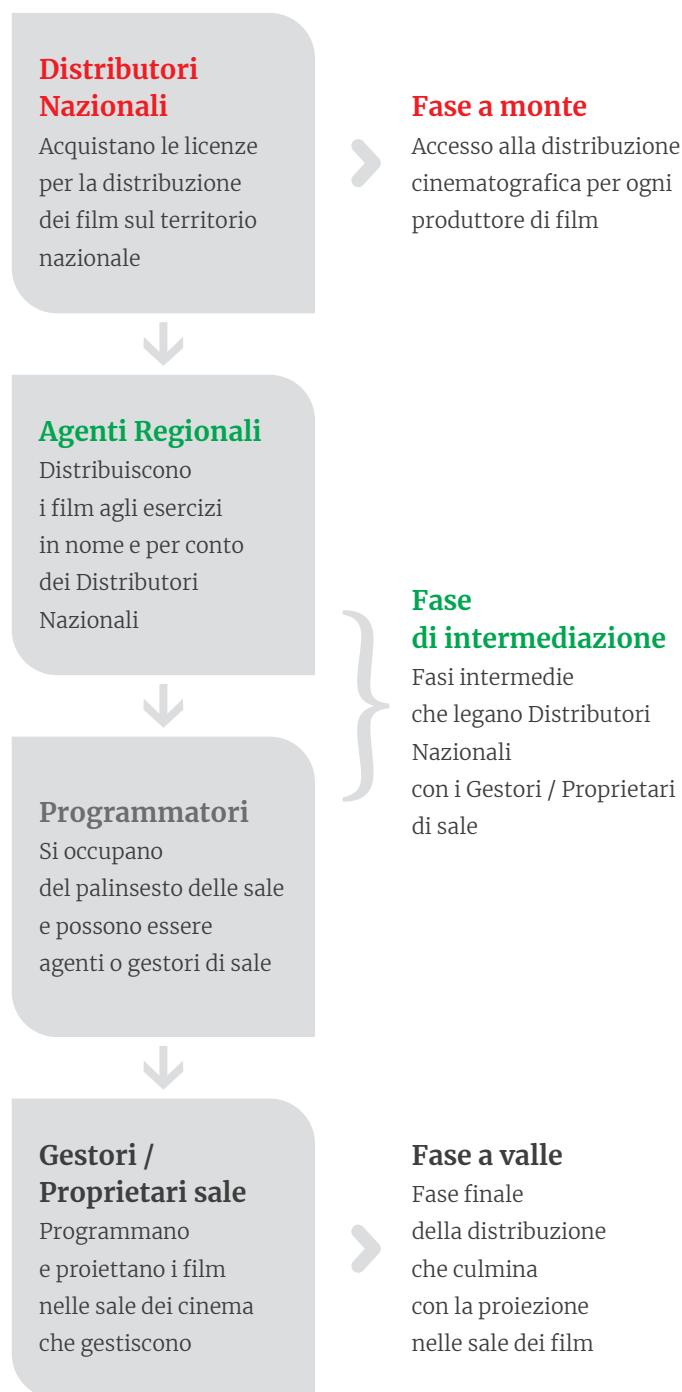 Distributori
Nazionali
Acquistano le licenze
per la distribuzione
dei film sul territorio
nazionale
Fase a monte
Accesso alla distribuzione
cinematografica per ogni
produttore di film
Agenti Regionali
Distribuiscono
i film agli esercizi
in nome e per conto
dei Distributori
Nazionali
Fase
di intermediazione
Fasi intermedie
che legano Distributori
Nazionali
con i Gestori / Proprietari
di sale
Programmatori
Si occupano
del palinsesto delle sale
e possono essere
agenti o gestori di sale
Gestori /
Proprietari sale
Programmano
e proiettano i film
nelle sale dei cinema
che gestiscono
Fase a valle
Fase finale
della distribuzione
che culmina
con la proiezione
nelle sale dei film